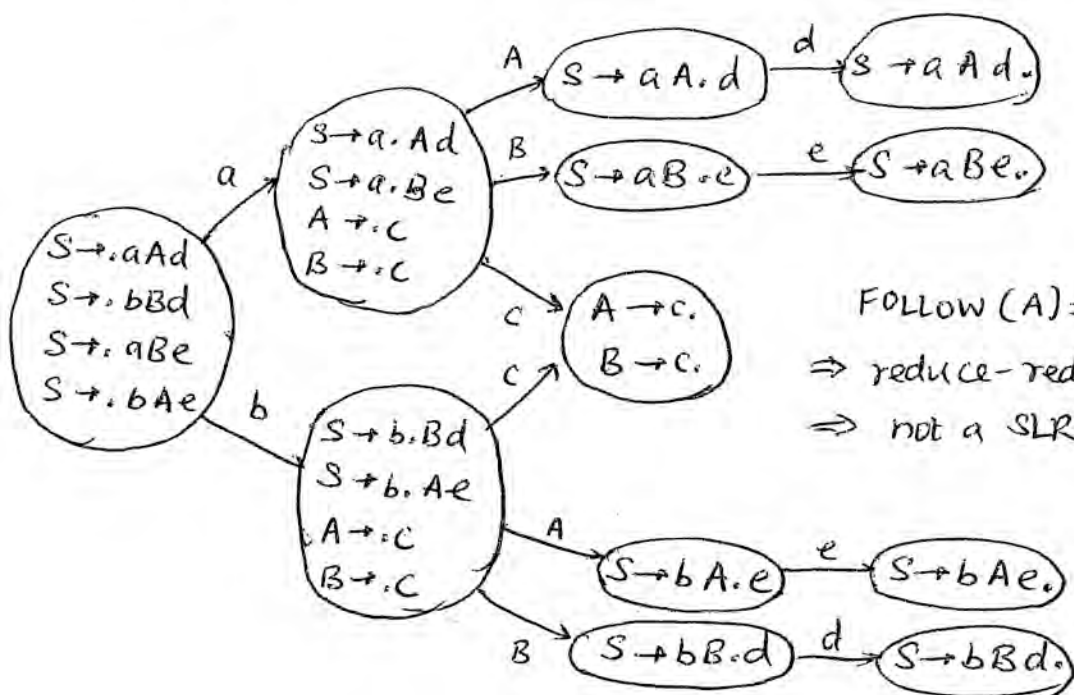 A
S → aA.d
d
S → aAd.
S → a.Ad
S → a.Be
A → .c
B → .c
a
B
S → aB.e
e
S → aBe.
S → .aAd
S → .bBd
S → .aBe
S → .bAe
c
A → c.
B → c.
FOLLOW (A) =
⇒ reduce-red
⇒ not a SLR
c
b
S → b.Bd
S → b.Ae
A → .c
B → .c
A
S → bA.e
e
S → bAe.
B
S → bB.d
d
S → bBd.